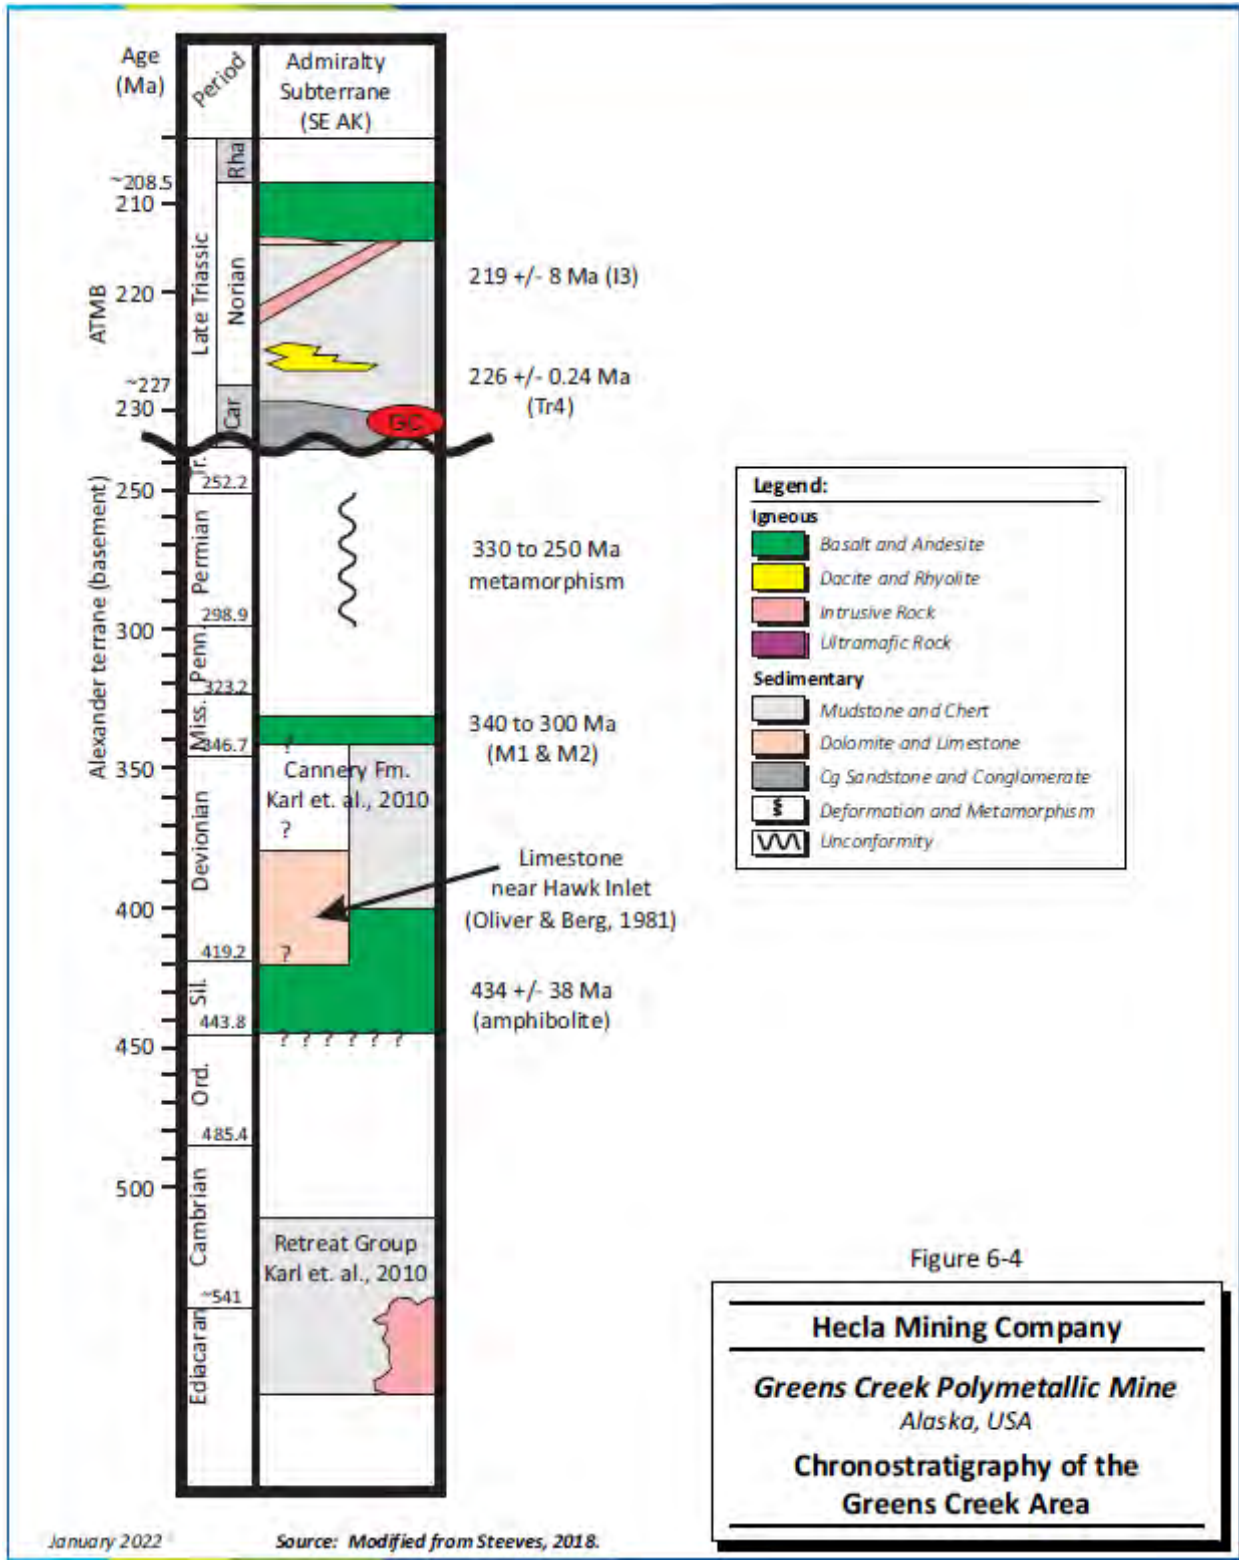 Age
(Ma)
Period
Admiralty
Subterrane
(SE AK)
Rha
~208.5
210
Late Triassic
Norian
219 +/- 8 Ma (I3)
ATMB
220
226 +/- 0.24 Ma
(Tr4)
~227
230
Car.
GC
Tr.
252.2
250
Alexander terrane (basement)
Permian
330 to 250 Ma
metamorphism
298.9
300
Penn.
323.2
Miss.
340 to 300 Ma
(M1 & M2)
346.7
?
350
Cannery Fm.
Karl et. al., 2010
?
Devionian
Limestone
near Hawk Inlet
(Oliver & Berg, 1981)
400
419.2
?
Sil.
434 +/- 38 Ma
(amphibolite)
443.8
? ? ? ? ? ?
450
Ord.
485.4
500
Cambrian
Retreat Group
Karl et. al., 2010
~541
Ediacaran
Legend:
Igneous
Basalt and Andesite
Dacite and Rhyolite
Intrusive Rock
Ultramafic Rock
Sedimentary
Mudstone and Chert
Dolomite and Limestone
Cg Sandstone and Conglomerate
Deformation and Metamorphism
Unconformity
Figure 6-4
Hecla Mining Company
Greens Creek Polymetallic Mine
Alaska, USA
Chronostratigraphy of the
Greens Creek Area
January 2022
Source: Modified from Steeves, 2018.